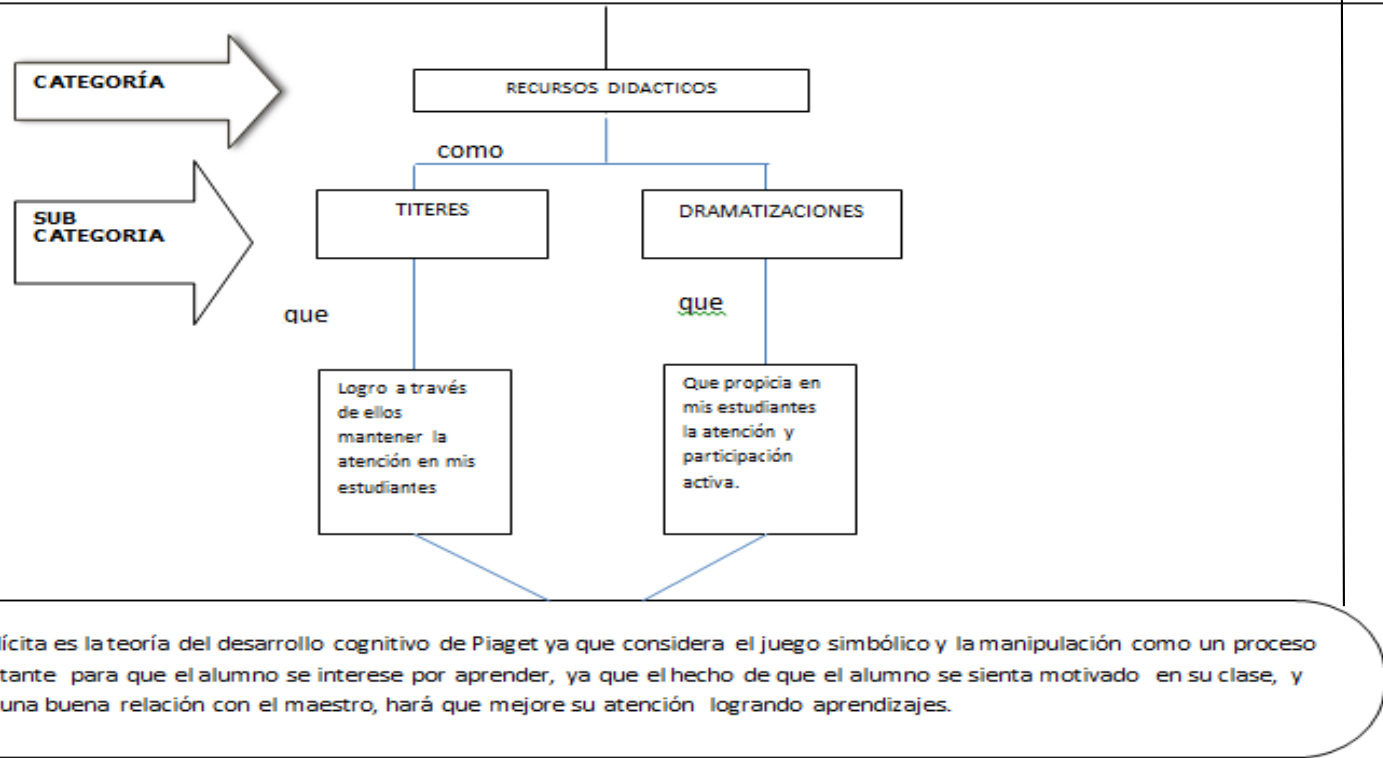 CATEGORÍA
RECURSOS DIDACTICOS
como
SUB
CATEGORIA
TITERES
DRAMATIZACIONES
que
que
Logro a través
de ellos
mantener la
atención en mis
estudiantes
Que propicia en
mis estudiantes
la atención y
participación
activa.
es la teoría del desarrollo cognitivo de Piaget ya que considera el juego simbólico y la manipulación como un proceso
para que el alumno se interese por aprender, ya que el hecho de que el alumno se sienta motivado en su clase, y
una buena relación con el maestro, hará que mejore su atención logrando aprendizajes.